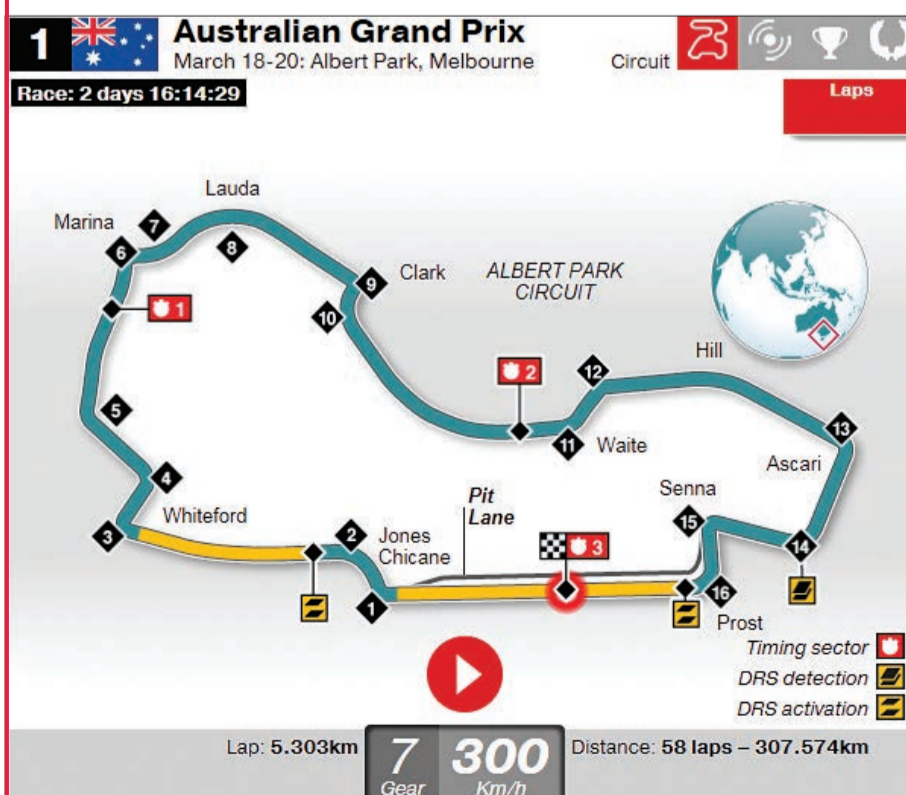 1
Australian Grand Prix
March 18-20: Albert Park, Melbourne
Circuit
Race: 2 days 16:14:29
Laps
Lauda
Marina
7
6
8
9
Clark
ALBERT PARK
CIRCUIT
1
10
Hill
2
12
5
13
11
Waite
4
Ascari
Senna
Pit
Lane
Whiteford
3
2
Jones
Chicane
15
3
14
1
16
Prost
Timing sector
DRS detection
DRS activation
Lap: 5.303km
7
Gear
300
Km/h
Distance: 58 laps – 307.574km